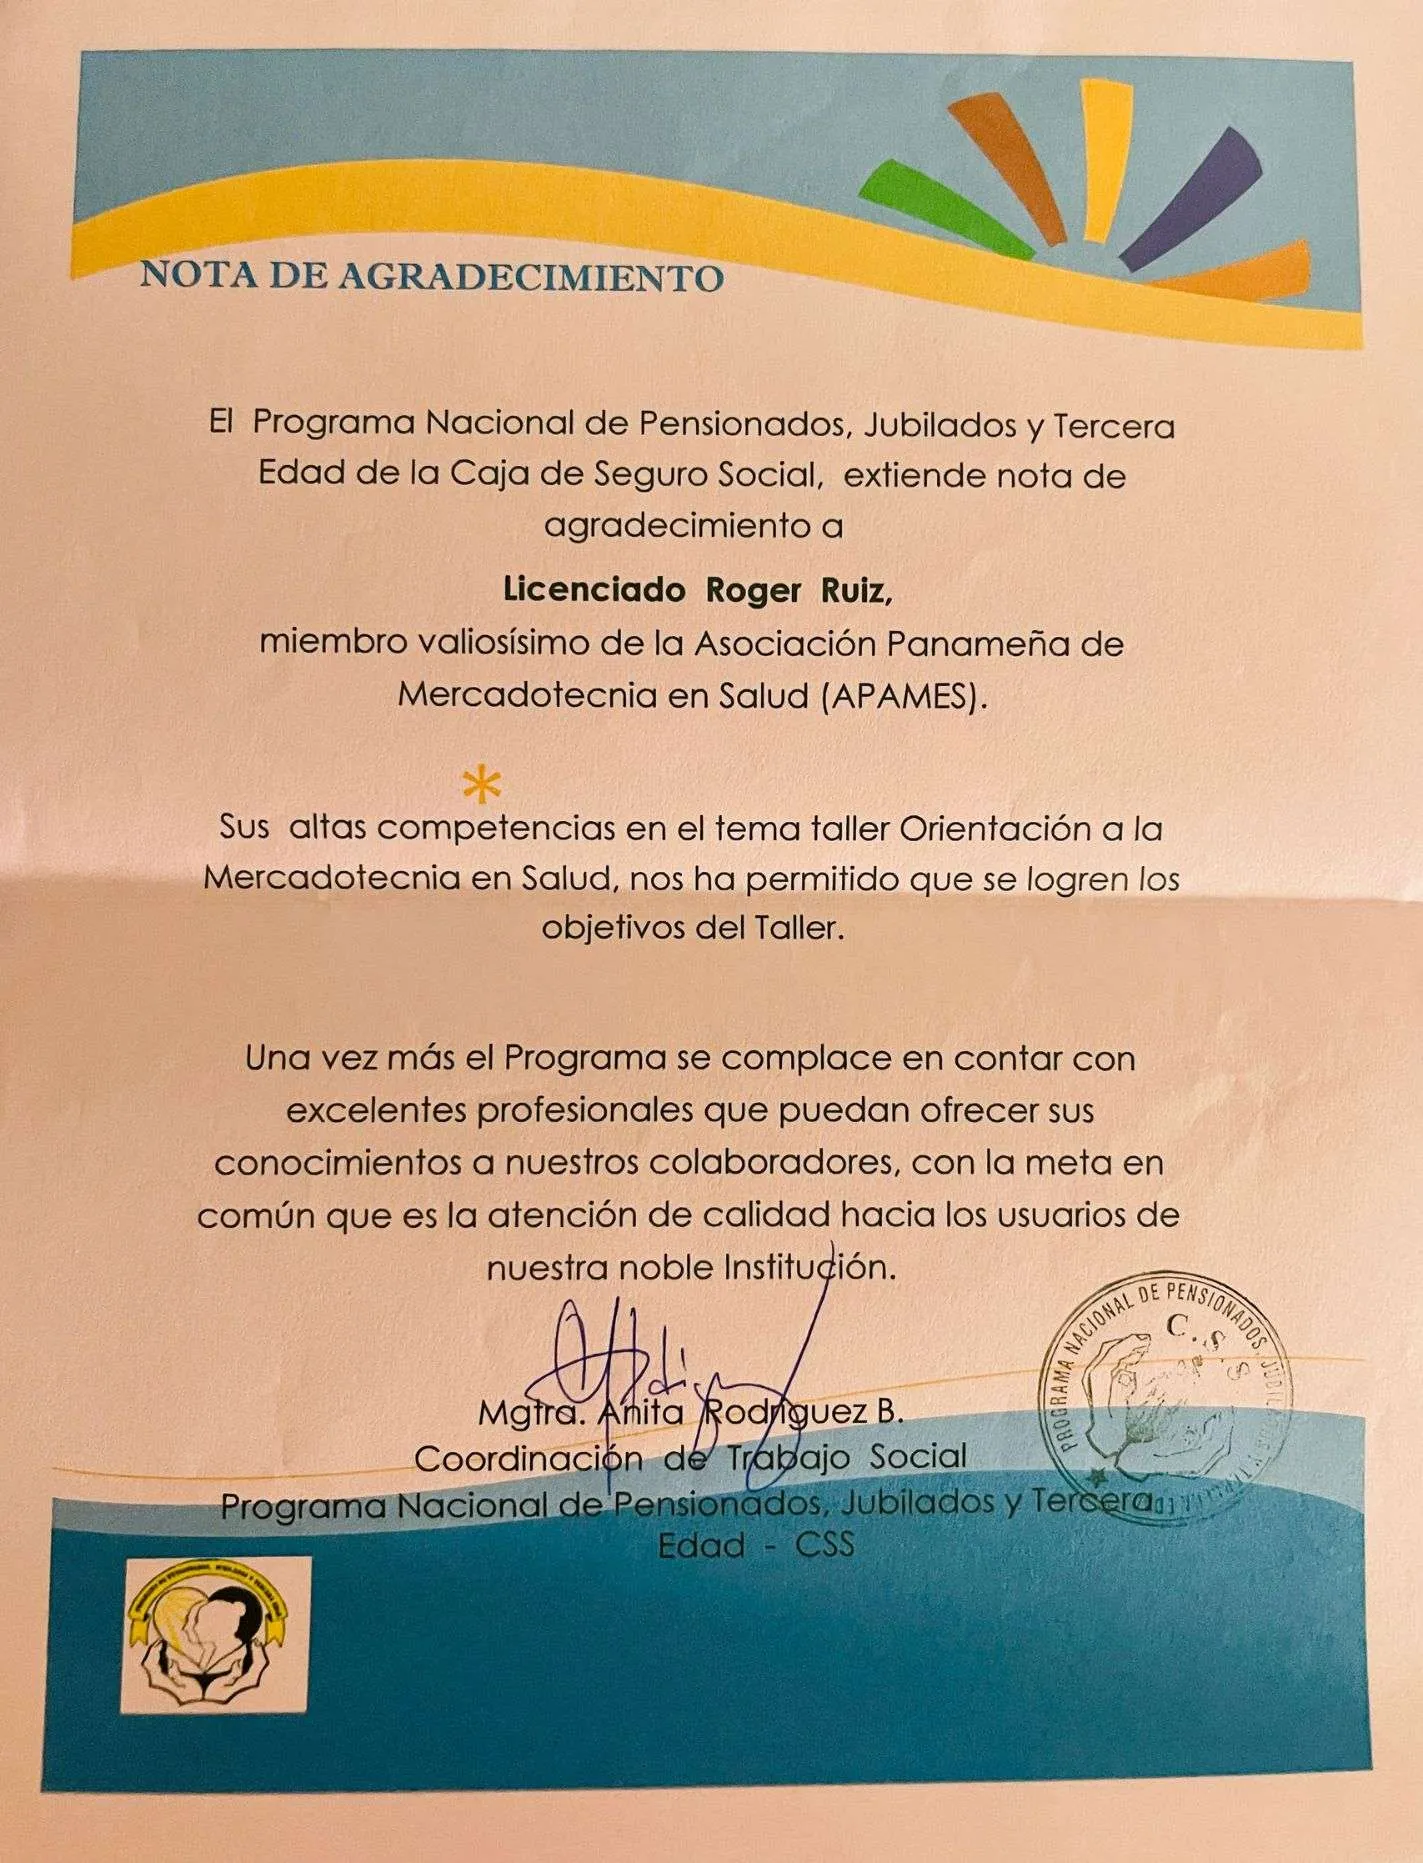 NOTA DE AGRADECIMIENTO
El Programa Nacional de Pensionados, Jubilados y Tercera
Edad de la Caja de Seguro Social, extiende nota de
agradecimiento a
Licenciado Roger Ruiz,
miembro valiosísimo de la Asociación Panameña de
Mercadotecnia en Salud (APAMES).
*
Sus altas competencias en el tema taller Orientación a la
Mercadotecnia en Salud, nos ha permitido que se logren los
objetivos del Taller.
Una vez más el Programa se complace en contar con
excelentes profesionales que puedan ofrecer sus
conocimientos a nuestros colaboradores, con la meta en
común que es la atención de calidad hacia los usuarios de
nuestra noble Institución.
Mgtra. Anita Rodríguez B.
Coordinación de Trabajo Social
Programa Nacional de Pensionados, Jubilados y Tercera
Edad - CSS
PROGRAMA NACIONAL DE PENSIONADOS,
C.S.S